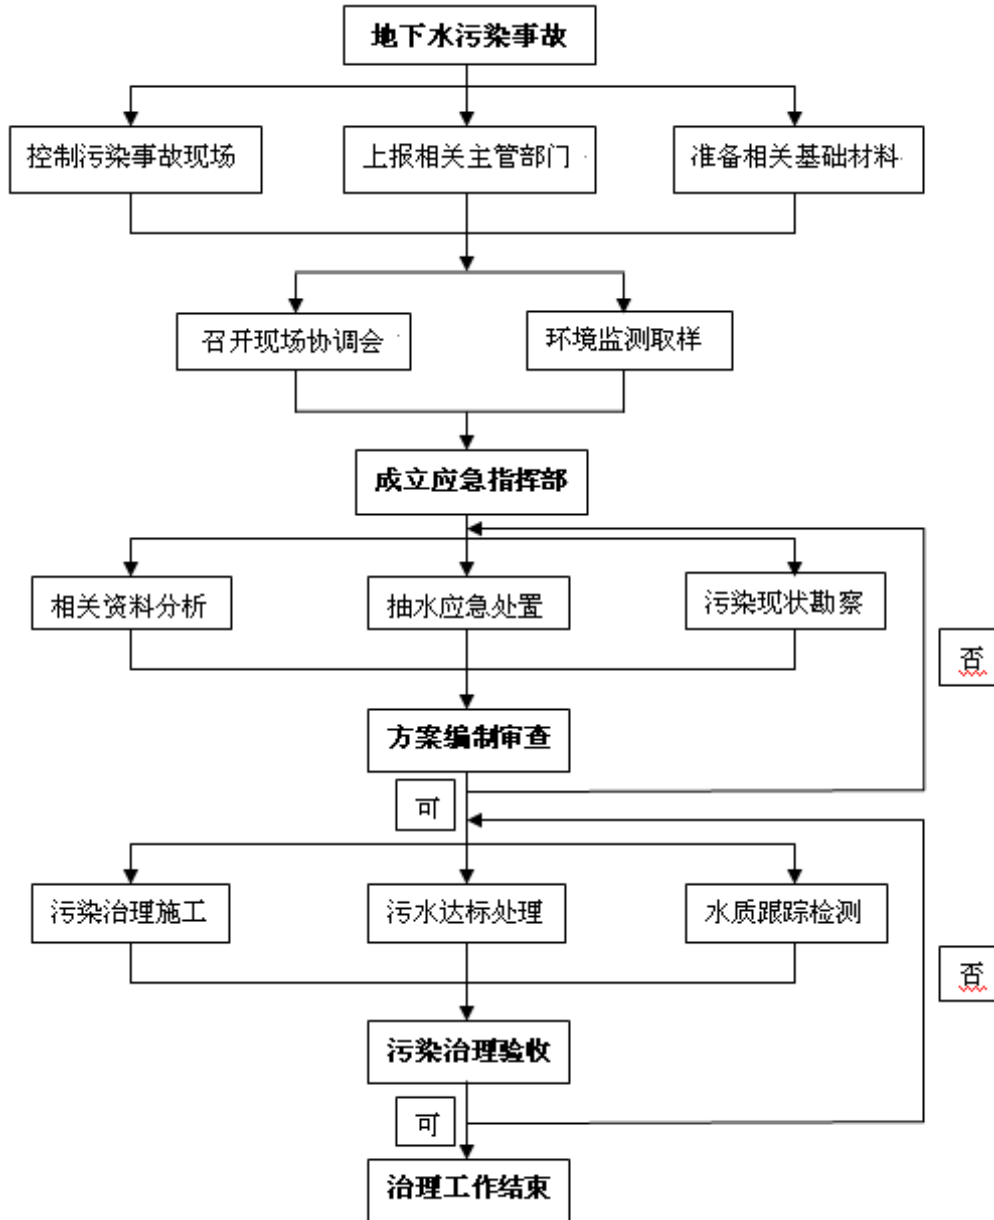 地下水污染事故
控制污染事故现场
上报相关主管部门
准备相关基础材料
召开现场协调会
环境监测取样
成立应急指挥部
相关资料分析
抽水应急处置
污染现状勘察
否
方案编制审查
可
污染治理施工
污水达标处理
水质跟踪检测
否
污染治理验收
可
治理工作结束